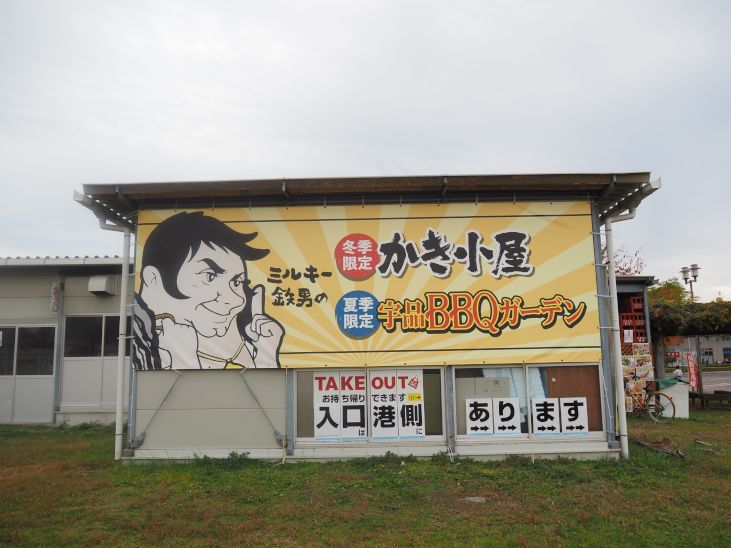 ミルキー
鉄男の
冬季
限定
かき小屋
夏季
限定
宇品BBQガーデン
TAKE OUT
お持ち帰りできます
入口は港側に
あります